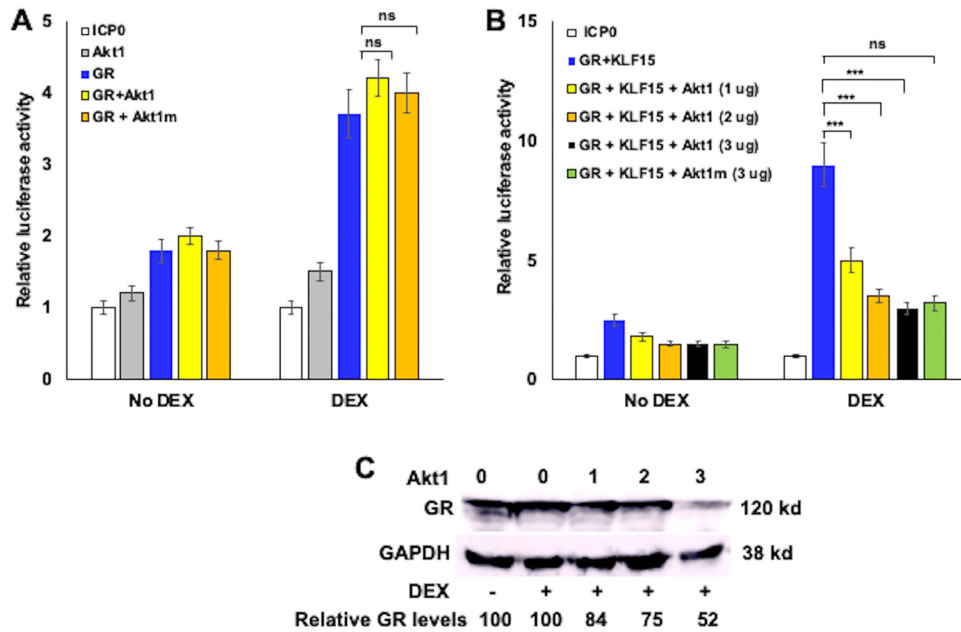 A
Relative luciferase activity
5
4
3
2
1
0
ICP0
Akt1
GR
GR+Akt1
GR + Akt1m
ns
ns
No DEX
DEX
B
Relative luciferase activity
15
10
5
0
ICP0
GR+KLF15
GR + KLF15 + Akt1 (1 ug)
GR + KLF15 + Akt1 (2 ug)
GR + KLF15 + Akt1 (3 ug)
GR + KLF15 + Akt1m (3 ug)
ns
***
***
***
No DEX
DEX
C
Akt1 0 0 1 2 3
GR 120 kd
GAPDH 38 kd
DEX - + + + +
Relative GR levels 100 100 84 75 52